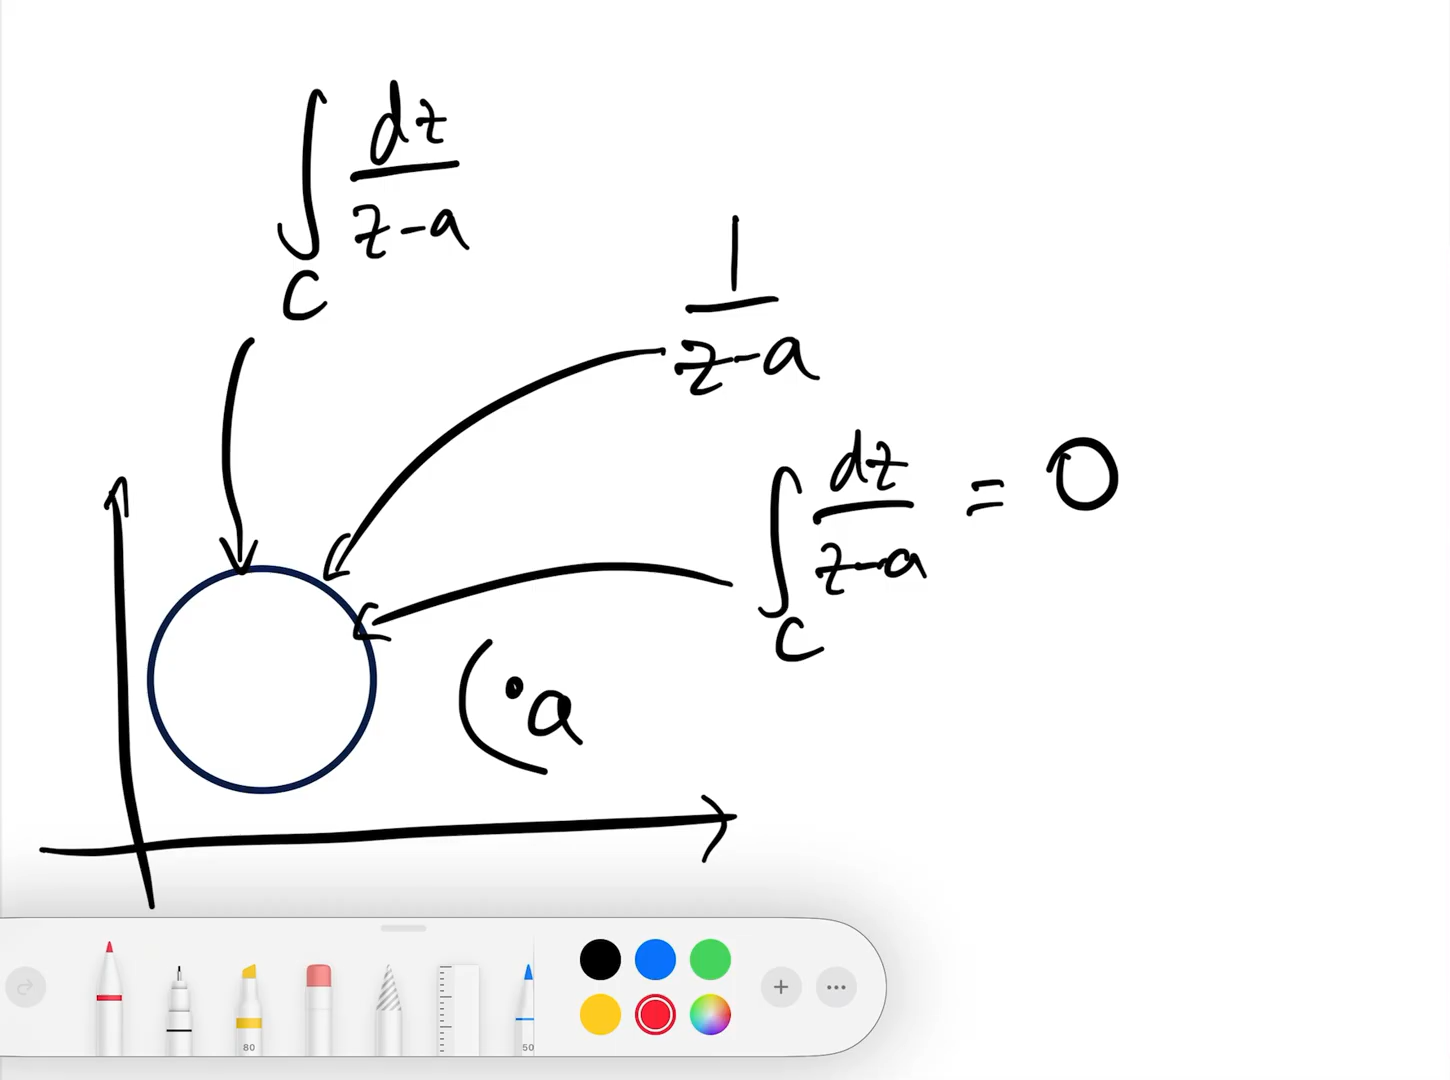 ∫_C dz/(z-a)
1/(z-a)
∫_C dz/(z-a) = 0
(•a
80
50